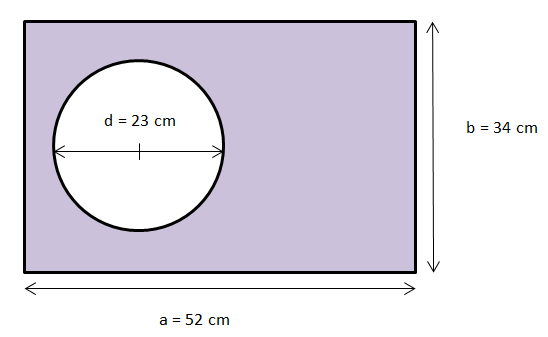 d = 23 cm
b = 34 cm
a = 52 cm